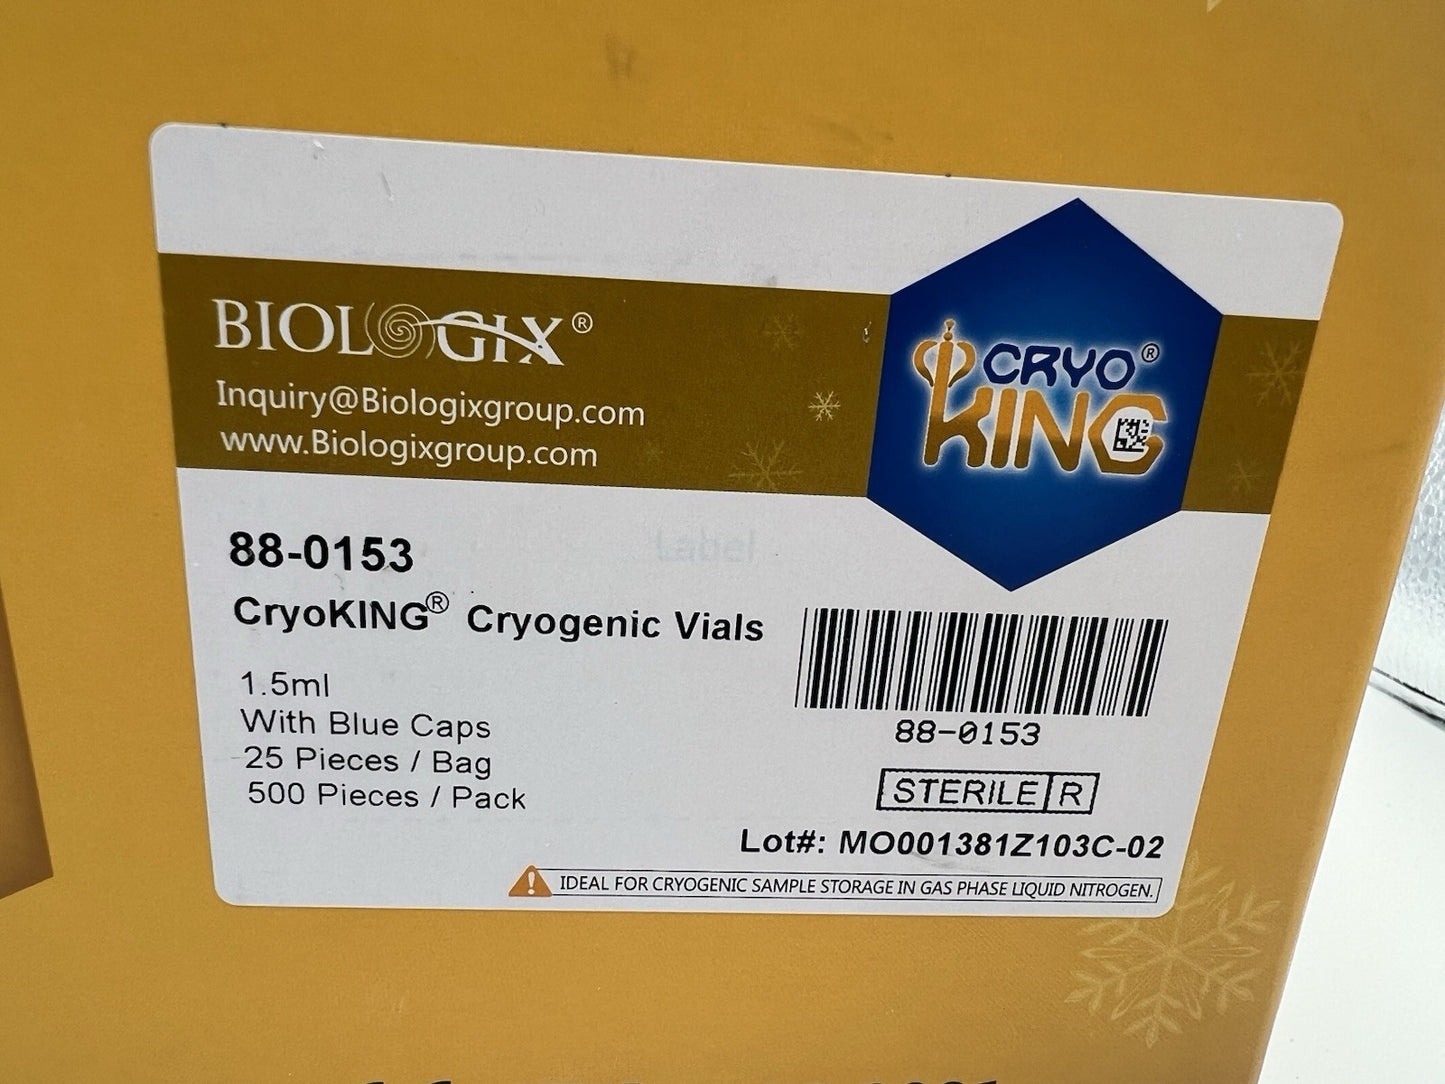 BIOLOGIX®
Inquiry@Biologixgroup.com
www.Biologixgroup.com
CRYO®
KING
88-0153
Label
CryoKING® Cryogenic Vials
1.5ml
With Blue Caps
25 Pieces / Bag
500 Pieces / Pack
88-0153
STERILE R
Lot#: MO001381Z103C-02
IDEAL FOR CRYOGENIC SAMPLE STORAGE IN GAS PHASE LIQUID NITROGEN.